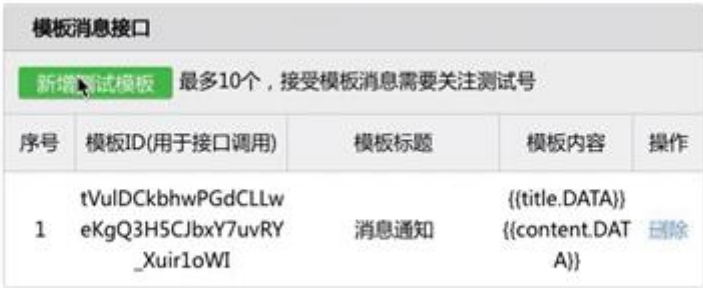 模板消息接口
新增测试模板 最多10个，接受模板消息需要关注测试号
序号 模板ID(用于接口调用) 模板标题 模板内容 操作
1 tVulDCkbhwPGdCLLw
eKgQ3H5CJbxY7uvRY
_Xuir1oWI 消息通知 {{title.DATA}}
{{content.DAT
A}} 删除